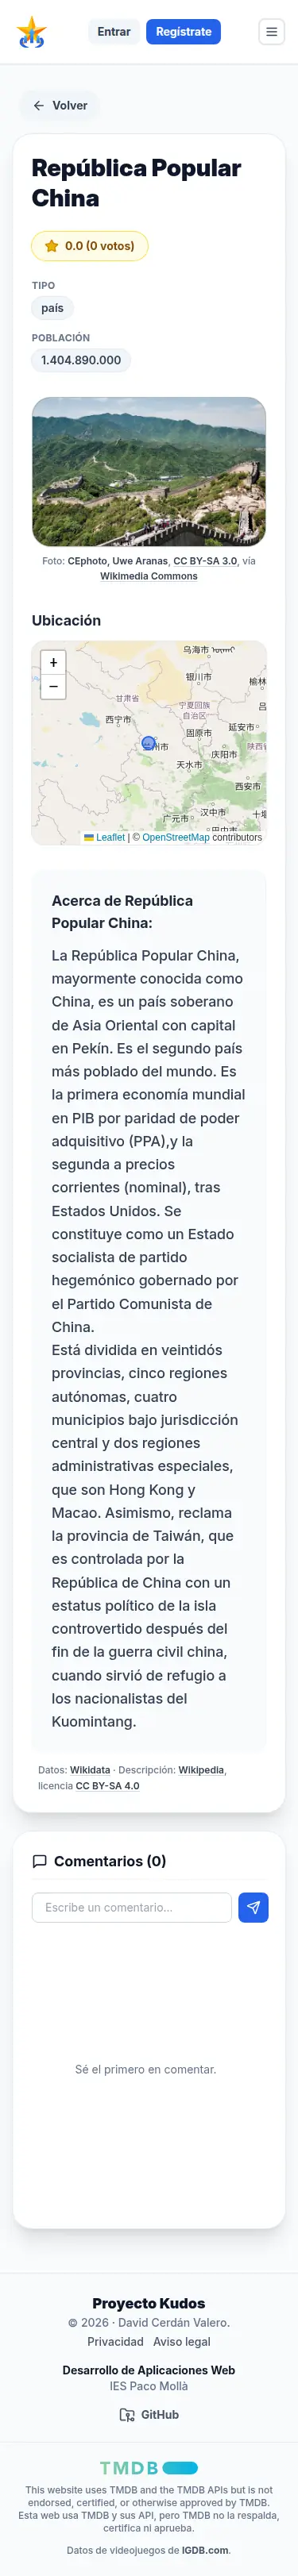 Entrar
Regístrate
Volver
República Popular
China
0.0 (0 votos)
TIPO
país
POBLACIÓN
1.404.890.000
Foto: CEphoto, Uwe Aranas, CC BY-SA 3.0, vía
Wikimedia Commons
Ubicación
+
−
乌海市
银川市
榆林
甘肃省
宁夏回族
自治区
西宁市
延安市
固原市
陕西省
庆阳市
天水市
西安市
汉中市
广元市
Leaflet | © OpenStreetMap contributors
Acerca de República
Popular China:
La República Popular China,
mayormente conocida como
China, es un país soberano
de Asia Oriental con capital
en Pekín. Es el segundo país
más poblado del mundo. Es
la primera economía mundial
en PIB por paridad de poder
adquisitivo (PPA),y la
segunda a precios
corrientes (nominal), tras
Estados Unidos. Se
constituye como un Estado
socialista de partido
hegemónico gobernado por
el Partido Comunista de
China.
Está dividida en veintidós
provincias, cinco regiones
autónomas, cuatro
municipios bajo jurisdicción
central y dos regiones
administrativas especiales,
que son Hong Kong y
Macao. Asimismo, reclama
la provincia de Taiwán, que
es controlada por la
República de China con un
estatus político de la isla
controvertido después del
fin de la guerra civil china,
cuando sirvió de refugio a
los nacionalistas del
Kuomintang.
Datos: Wikidata · Descripción: Wikipedia,
licencia CC BY-SA 4.0
Comentarios (0)
Escribe un comentario...
Sé el primero en comentar.
Proyecto Kudos
© 2026 · David Cerdán Valero.
Privacidad Aviso legal
Desarrollo de Aplicaciones Web
IES Paco Mollà
GitHub
TMDB
This website uses TMDB and the TMDB APIs but is not
endorsed, certified, or otherwise approved by TMDB.
Esta web usa TMDB y sus API, pero TMDB no la respalda,
certifica ni aprueba.
Datos de videojuegos de IGDB.com.